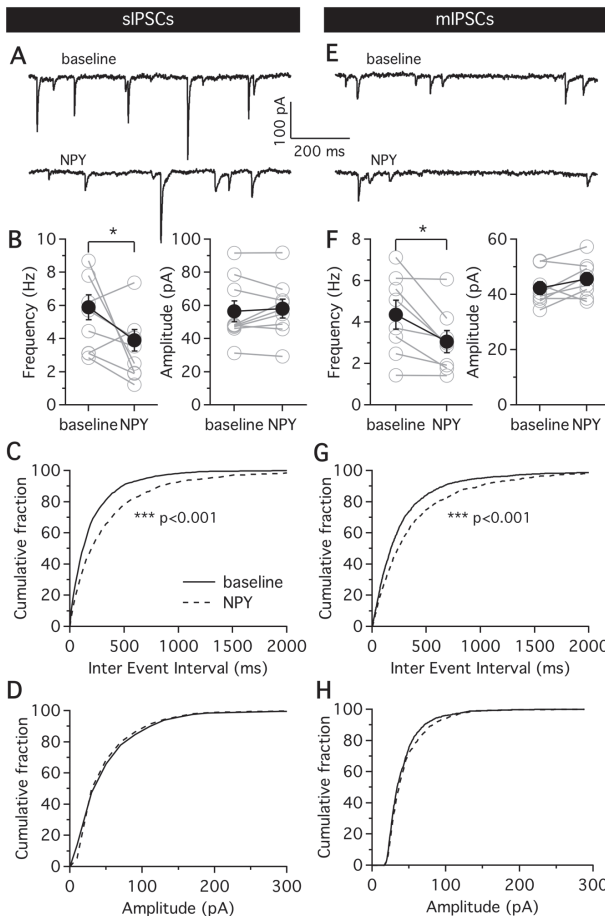 sIPSCs
mIPSCs
A
baseline
NPY
E
baseline
NPY
100 pA
200 ms
B
*
Frequency (Hz)
10
8
6
4
2
0
baseline NPY
Amplitude (pA)
100
80
60
40
20
0
baseline NPY
F
*
Frequency (Hz)
8
6
4
2
0
baseline NPY
Amplitude (pA)
60
40
20
0
baseline NPY
C
Cumulative fraction
100
80
60
40
20
0
*** p<0.001
baseline
NPY
0 500 1000 1500 2000
Inter Event Interval (ms)
G
Cumulative fraction
100
80
60
40
20
0
*** p<0.001
0 500 1000 1500 2000
Inter Event Interval (ms)
D
Cumulative fraction
100
80
60
40
20
0
0 100 200 300
Amplitude (pA)
H
Cumulative fraction
100
80
60
40
20
0
0 100 200 300
Amplitude (pA)